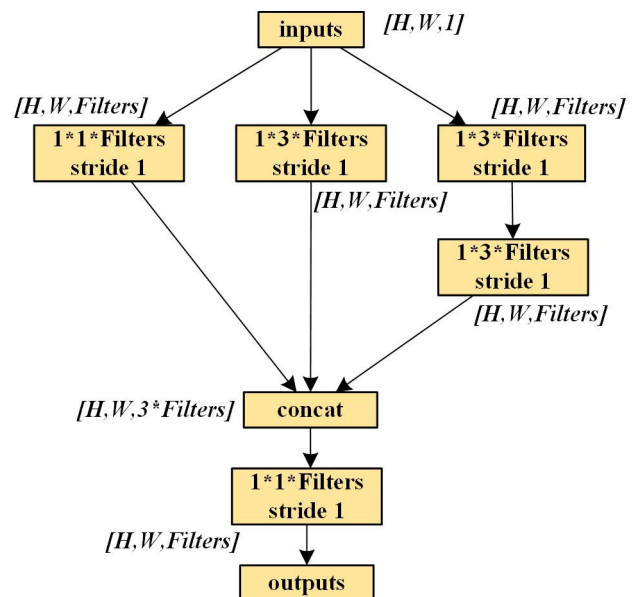 inputs
[H,W,1]
[H,W,Filters]
[H,W,Filters]
1*1*Filters
stride 1
1*3*Filters
stride 1
1*3*Filters
stride 1
[H,W,Filters]
1*3*Filters
stride 1
[H,W,Filters]
[H,W,3*Filters]
concat
1*1*Filters
stride 1
[H,W,Filters]
outputs